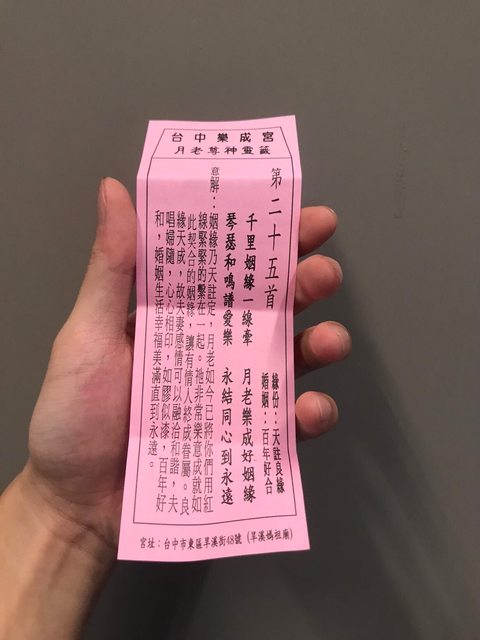 台中樂成宮
月老尊神靈籤
第二十五首
緣份：天註良緣
婚姻：百年好合
千里姻緣一線牽　月老樂成好姻緣
琴瑟和鳴譜愛樂　永結同心到永遠
意解：姻緣乃天註定，月老如今已將你們用紅
線緊緊的繫在一起。祂非常樂意成就如
此契合的姻緣，讓有情人終成眷屬。良
緣天成，故夫妻感情可以融洽和諧，夫
唱婦隨，心心相印，如膠似漆，百年好
和，婚姻生活幸福美滿直到永遠。
宮址：台中市東區旱溪街48號（旱溪媽祖廟）